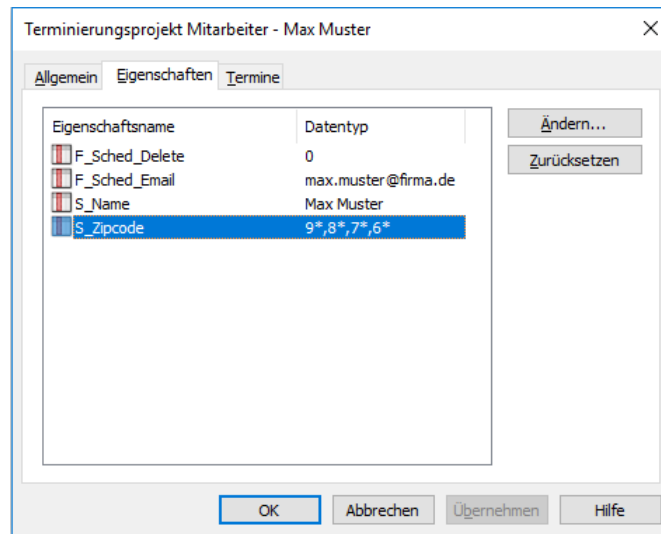 Terminierungsprojekt Mitarbeiter - Max Muster
Allgemein Eigenschaften Termine
Eigenschaftsname Datentyp
F_Sched_Delete 0
F_Sched_Email max.muster@firma.de
S_Name Max Muster
S_Zipcode 9*,8*,7*,6*
Ändern...
Zurücksetzen
OK Abbrechen Übernehmen Hilfe